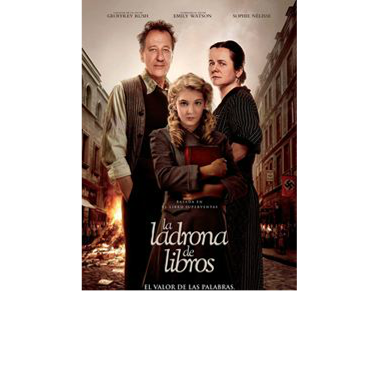 GEOFFREY RUSH EMILY WATSON SOPHIE NÉLISSE
BASADA EN
EL LIBRO SUPERVENTAS
la
ladrona
de
libros
EL VALOR DE LAS PALABRAS.